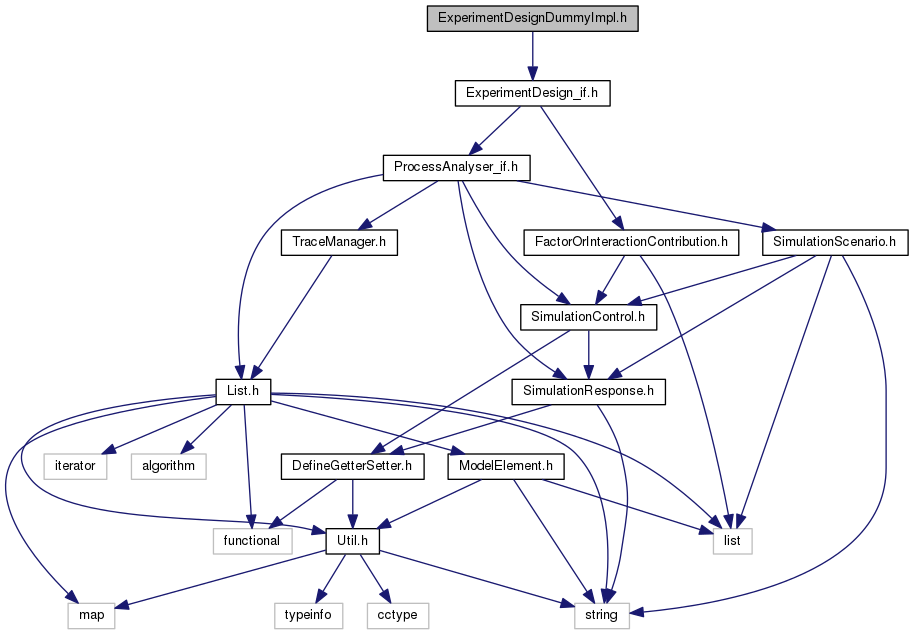 ExperimentDesignDummyImpl.h
ExperimentDesign_if.h
ProcessAnalyser_if.h
TraceManager.h
FactorOrInteractionContribution.h
SimulationScenario.h
SimulationControl.h
List.h
SimulationResponse.h
iterator
algorithm
DefineGetterSetter.h
ModelElement.h
functional
Util.h
list
map
typeinfo
cctype
string